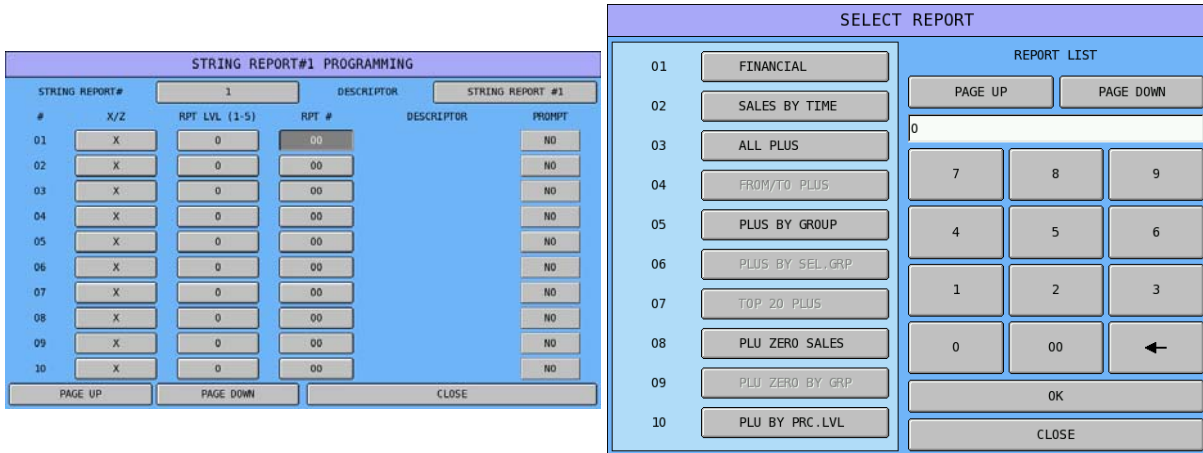 STRING REPORT#1 PROGRAMMING
STRING REPORT# 1 DESCRIPTOR STRING REPORT #1
# X/Z RPT LVL (1-5) RPT # DESCRIPTOR PROMPT
01 X 0 00 NO
02 X 0 00 NO
03 X 0 00 NO
04 X 0 00 NO
05 X 0 00 NO
06 X 0 00 NO
07 X 0 00 NO
08 X 0 00 NO
09 X 0 00 NO
10 X 0 00 NO
PAGE UP PAGE DOWN CLOSE
SELECT REPORT
01 FINANCIAL
02 SALES BY TIME
03 ALL PLUS
04 FROM/TO PLUS
05 PLUS BY GROUP
06 PLUS BY SEL.GRP
07 TOP 20 PLUS
08 PLU ZERO SALES
09 PLU ZERO BY GRP
10 PLU BY PRC.LVL
REPORT LIST
PAGE UP PAGE DOWN
0
7 8 9
4 5 6
1 2 3
0 00
OK
CLOSE